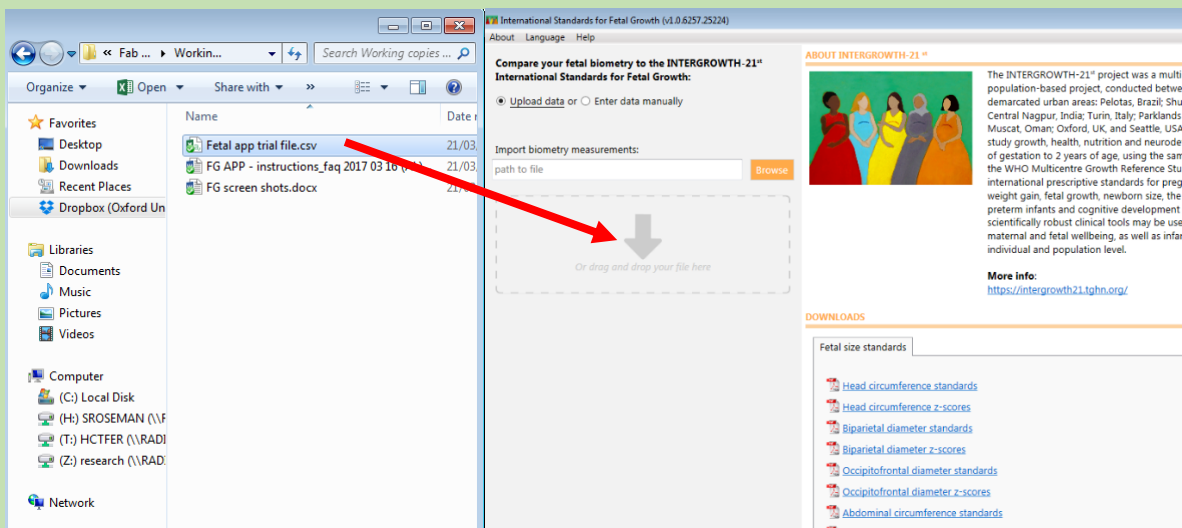 « Fab ... ▸ Workin...
Search Working copies ...
Organize
Open
Share with
»
Name
Date
Favorites
Desktop
Downloads
Recent Places
Dropbox (Oxford Un
Libraries
Documents
Music
Pictures
Videos
Computer
(C:) Local Disk
(H:) SROSEMAN (\\F
(T:) HCTFER (\\RADI
(Z:) research (\\RAD
Network
Fetal app trial file.csv
21/03,
FG APP - instructions_faq 2017 03 16
21/03,
FG screen shots.docx
International Standards for Fetal Growth (v1.0.6257.25224)
About Language Help
Compare your fetal biometry to the INTERGROWTH-21st
International Standards for Fetal Growth:
Upload data or Enter data manually
Import biometry measurements:
path to file
Browse
Or drag and drop your file here
ABOUT INTERGROWTH-21 st
The INTERGROWTH-21st project was a multi
population-based project, conducted betwe
demarcated urban areas: Pelotas, Brazil; Shu
Central Nagpur, India; Turin, Italy; Parklands
Muscat, Oman; Oxford, UK, and Seattle, USA
study growth, health, nutrition and neurode
of gestation to 2 years of age, using the sam
the WHO Multicentre Growth Reference Stu
international prescriptive standards for preg
weight gain, fetal growth, newborn size, the
preterm infants and cognitive development
scientifically robust clinical tools may be use
maternal and fetal wellbeing, as well as infan
individual and population level.
More info:
https://intergrowth21.tghn.org/
DOWNLOADS
Fetal size standards
Head circumference standards
Head circumference z-scores
Biparietal diameter standards
Biparietal diameter z-scores
Occipitofrontal diameter standards
Occipitofrontal diameter z-scores
Abdominal circumference standards